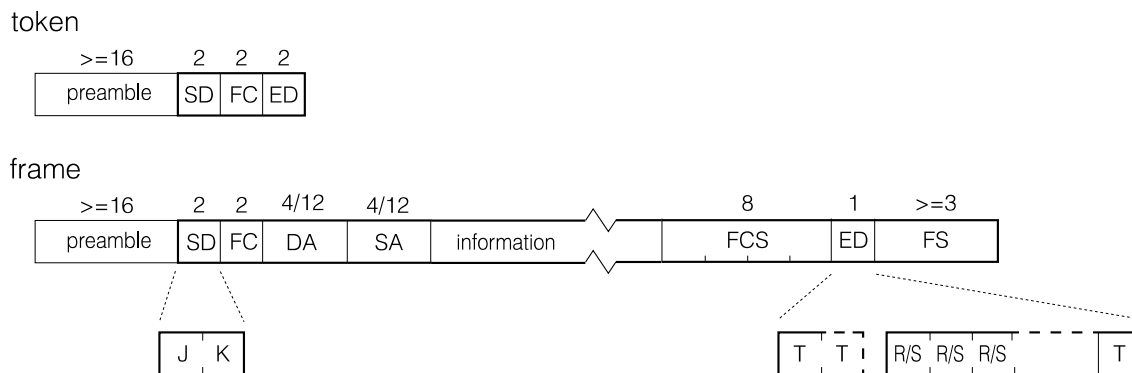 token
>=16 2 2 2
preamble SD FC ED
frame
>=16 2 2 4/12 4/12 8 1 >=3
preamble SD FC DA SA information FCS ED FS
J K T T R/S R/S R/S T